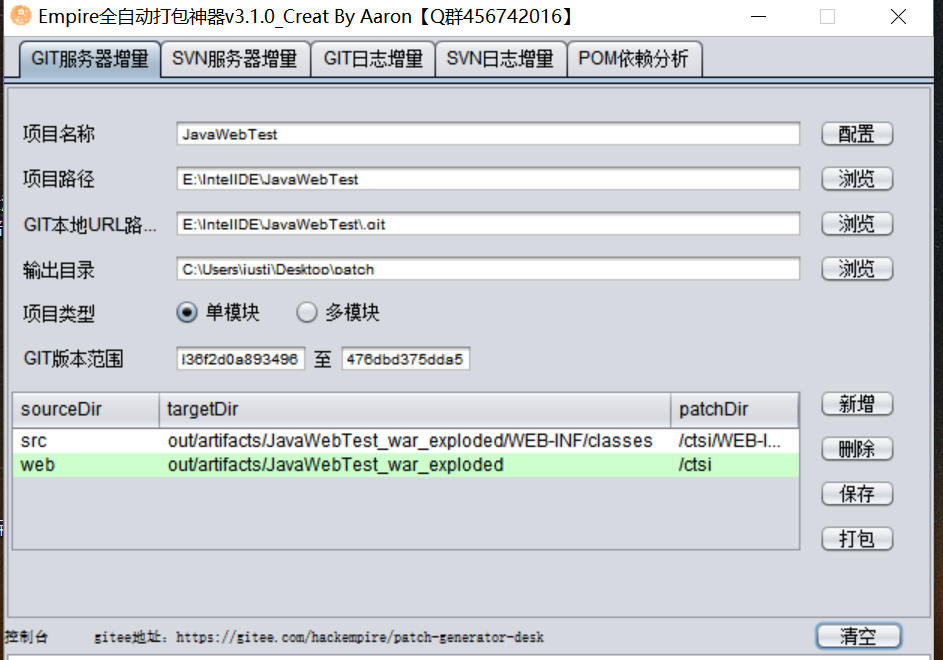 Empire全自动打包神器v3.1.0_Creat By Aaron【Q群456742016】
GIT服务器增量 SVN服务器增量 GIT日志增量 SVN日志增量 POM依赖分析
项目名称 JavaWebTest 配置
项目路径 E:\IntelIIDE\JavaWebTest 浏览
GIT本地URL路... E:\IntelIIDE\JavaWebTest\.git 浏览
输出目录 C:\Users\justi\Desktop\patch 浏览
项目类型 单模块 多模块
GIT版本范围 36f2d0a893496 至 476dbd375dda5
sourceDir targetDir patchDir 新增
src out/artifacts/JavaWebTest_war_exploded/WEB-INF/classes /ctsi/WEB-I... 删除
web out/artifacts/JavaWebTest_war_exploded /ctsi
保存
打包
控制台 gitee地址: https://gitee.com/hackempire/patch-generator-desk 清空